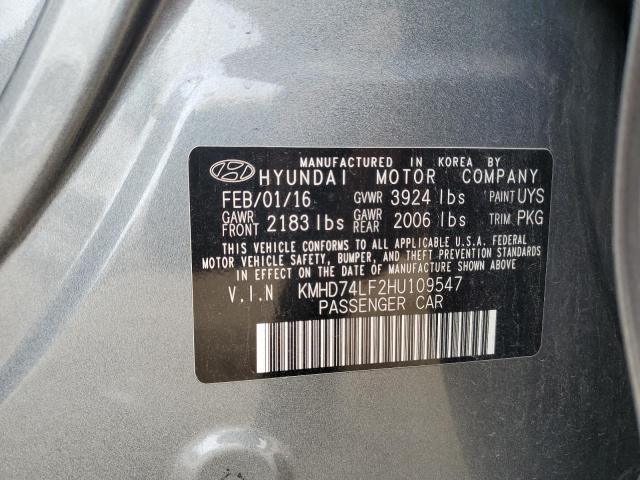 MANUFACTURED IN KOREA BY
HYUNDAI MOTOR COMPANY
FEB/01/16 GVWR 3924 lbs PAINT UYS
GAWR FRONT 2183 lbs GAWR REAR 2006 lbs TRIM PKG
THIS VEHICLE CONFORMS TO ALL APPLICABLE U.S.A. FEDERAL
MOTOR VEHICLE SAFETY, BUMPER, AND THEFT PREVENTION STANDARDS
IN EFFECT ON THE DATE OF MANUFACTURE SHOWN ABOVE.
V.I.N KMHD74LF2HU109547
PASSENGER CAR